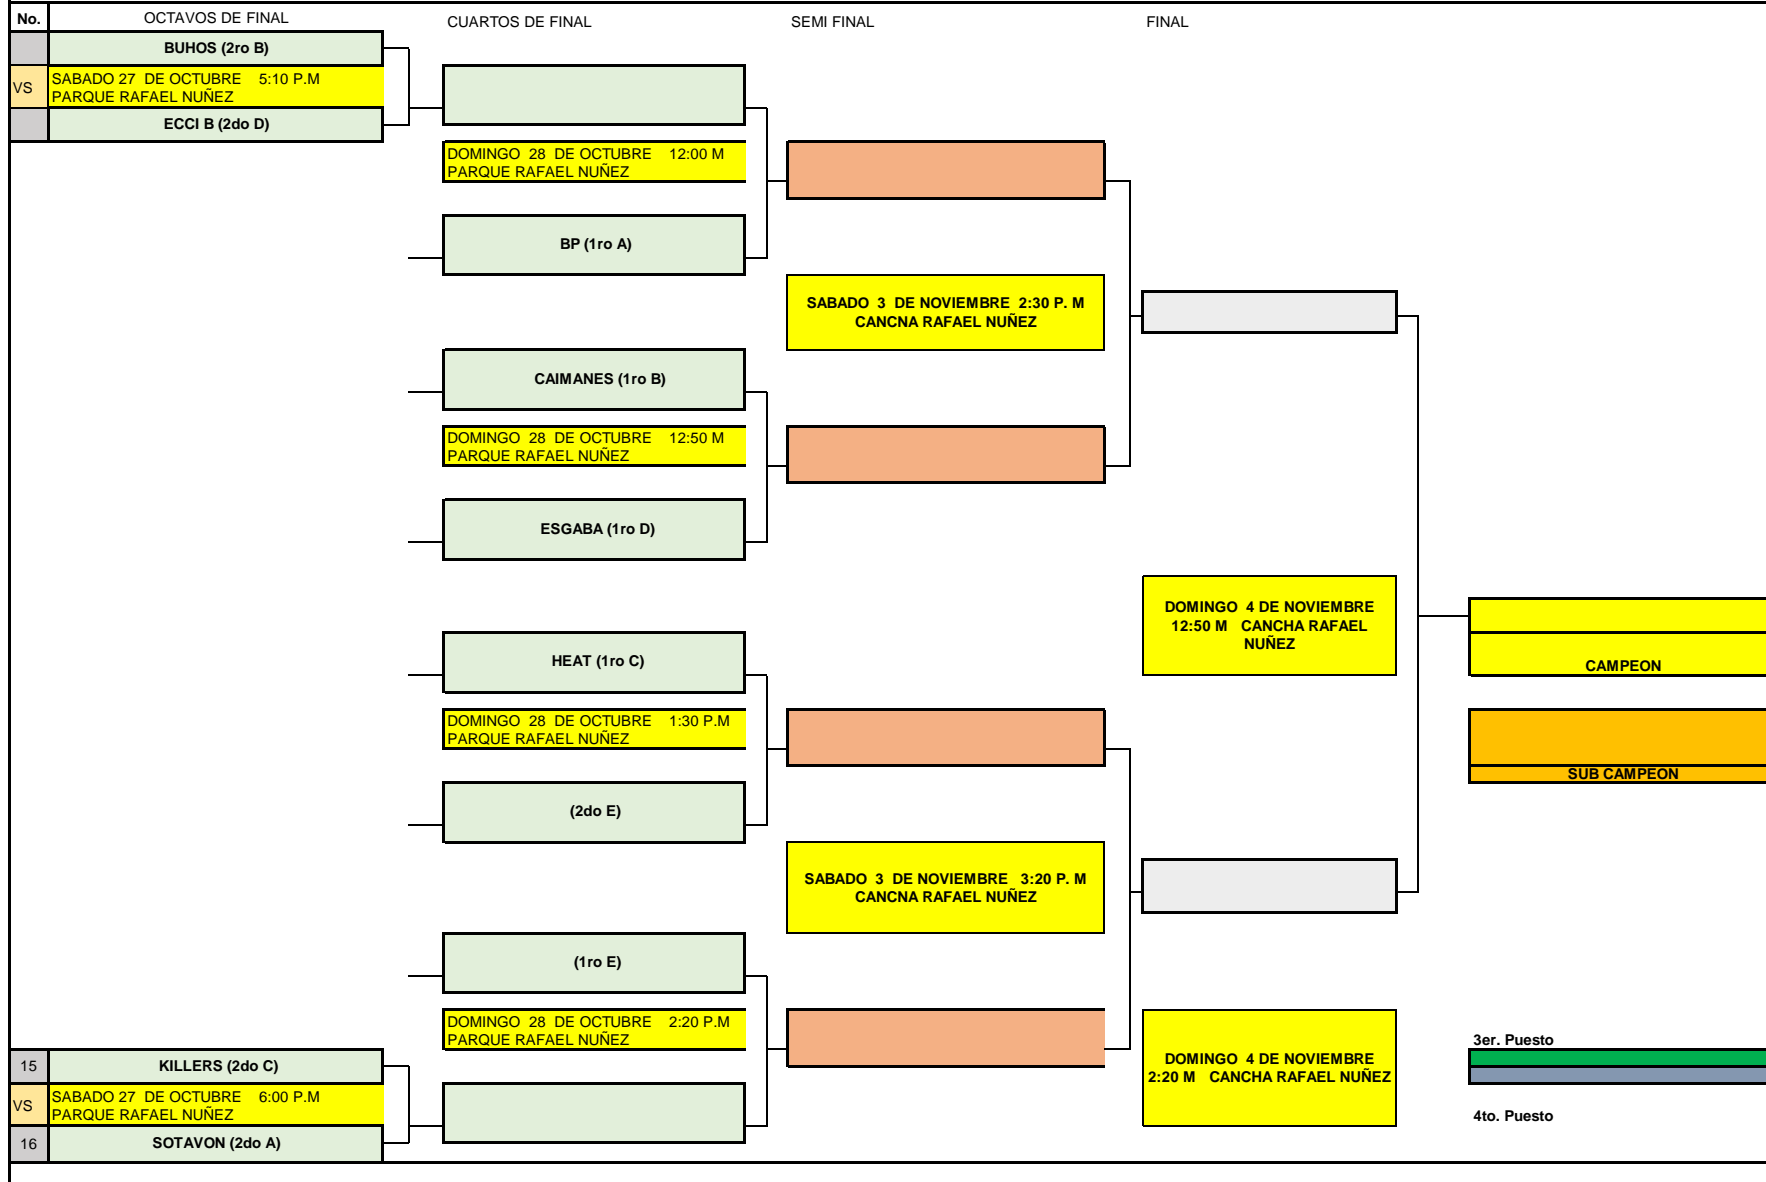 No.
OCTAVOS DE FINAL
CUARTOS DE FINAL
SEMI FINAL
FINAL
BUHOS (2ro B)
VS
SABADO 27 DE OCTUBRE 5:10 P.M
PARQUE RAFAEL NUÑEZ
ECCI B (2do D)
DOMINGO 28 DE OCTUBRE 12:00 M
PARQUE RAFAEL NUÑEZ
BP (1ro A)
SABADO 3 DE NOVIEMBRE 2:30 P. M
CANCNA RAFAEL NUÑEZ
CAIMANES (1ro B)
DOMINGO 28 DE OCTUBRE 12:50 M
PARQUE RAFAEL NUÑEZ
ESGABA (1ro D)
DOMINGO 4 DE NOVIEMBRE
12:50 M CANCHA RAFAEL
NUÑEZ
CAMPEON
HEAT (1ro C)
DOMINGO 28 DE OCTUBRE 1:30 P.M
PARQUE RAFAEL NUÑEZ
SUB CAMPEON
(2do E)
SABADO 3 DE NOVIEMBRE 3:20 P. M
CANCNA RAFAEL NUÑEZ
(1ro E)
DOMINGO 28 DE OCTUBRE 2:20 P.M
PARQUE RAFAEL NUÑEZ
DOMINGO 4 DE NOVIEMBRE
2:20 M CANCHA RAFAEL NUÑEZ
3er. Puesto
4to. Puesto
15
KILLERS (2do C)
VS
SABADO 27 DE OCTUBRE 6:00 P.M
PARQUE RAFAEL NUÑEZ
16
SOTAVON (2do A)